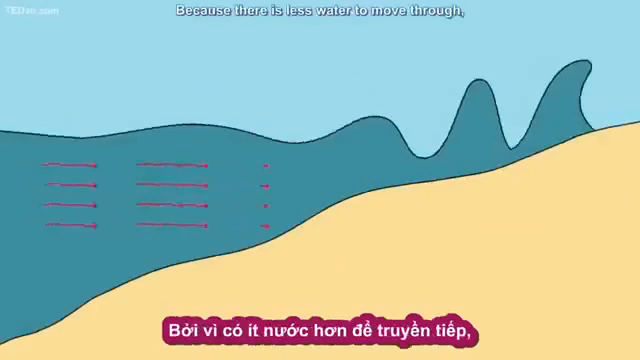 TEDed.com
Because there is less water to move through,
Bởi vì có ít nước hơn để truyền tiếp,